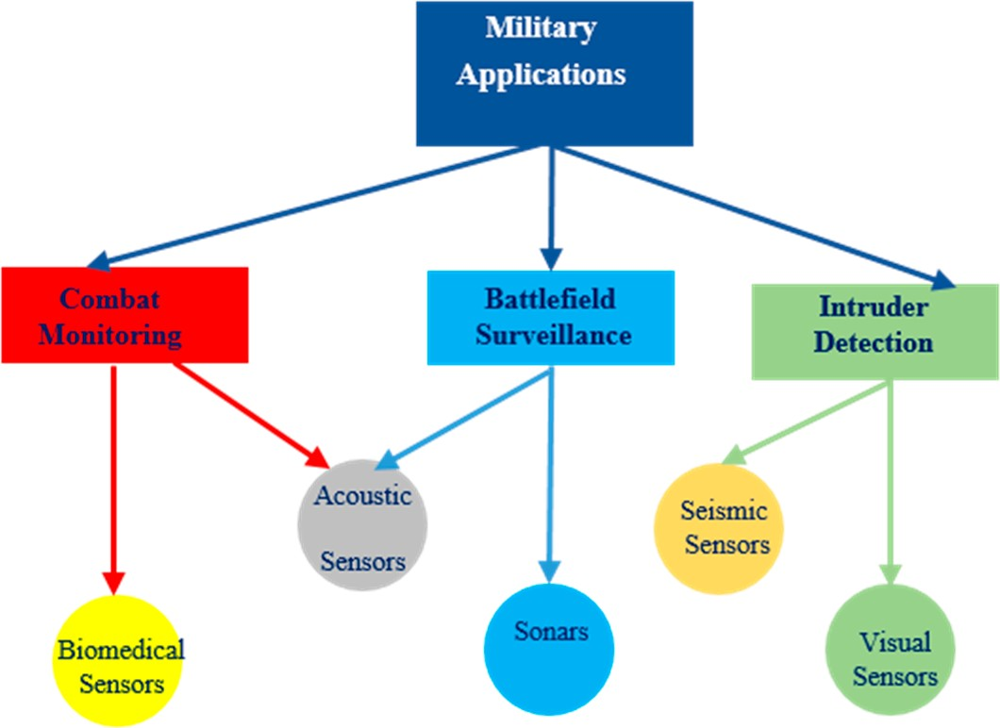 Military
Applications
Combat
Monitoring
Battlefield
Surveillance
Intruder
Detection
Acoustic
Sensors
Seismic
Sensors
Biomedical
Sensors
Sonars
Visual
Sensors